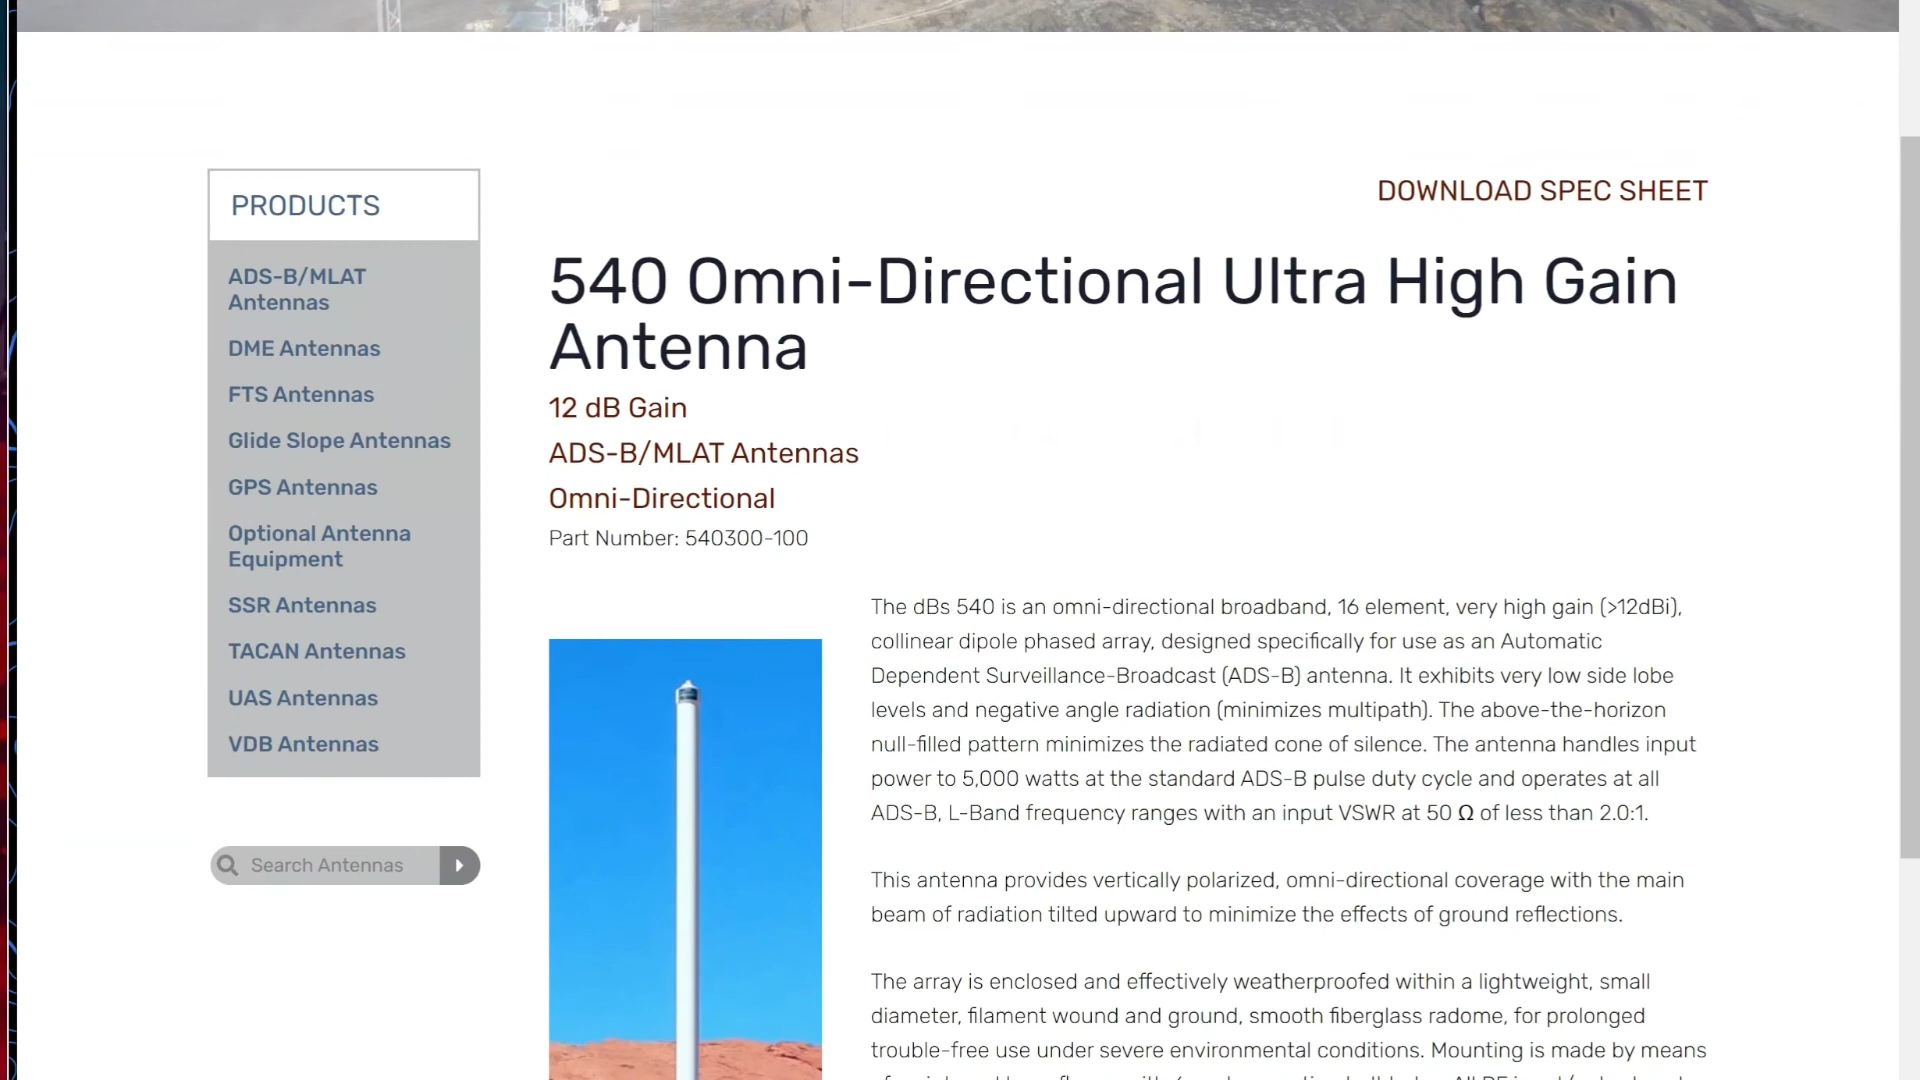 PRODUCTS
ADS-B/MLAT
Antennas
DME Antennas
FTS Antennas
Glide Slope Antennas
GPS Antennas
Optional Antenna
Equipment
SSR Antennas
TACAN Antennas
UAS Antennas
VDB Antennas
Search Antennas
DOWNLOAD SPEC SHEET
540 Omni-Directional Ultra High Gain
Antenna
12 dB Gain
ADS-B/MLAT Antennas
Omni-Directional
Part Number: 540300-100
The dBs 540 is an omni-directional broadband, 16 element, very high gain (>12dBi),
collinear dipole phased array, designed specifically for use as an Automatic
Dependent Surveillance-Broadcast (ADS-B) antenna. It exhibits very low side lobe
levels and negative angle radiation (minimizes multipath). The above-the-horizon
null-filled pattern minimizes the radiated cone of silence. The antenna handles input
power to 5,000 watts at the standard ADS-B pulse duty cycle and operates at all
ADS-B, L-Band frequency ranges with an input VSWR at 50 Ω of less than 2.0:1.
This antenna provides vertically polarized, omni-directional coverage with the main
beam of radiation tilted upward to minimize the effects of ground reflections.
The array is enclosed and effectively weatherproofed within a lightweight, small
diameter, filament wound and ground, smooth fiberglass radome, for prolonged
trouble-free use under severe environmental conditions. Mounting is made by means